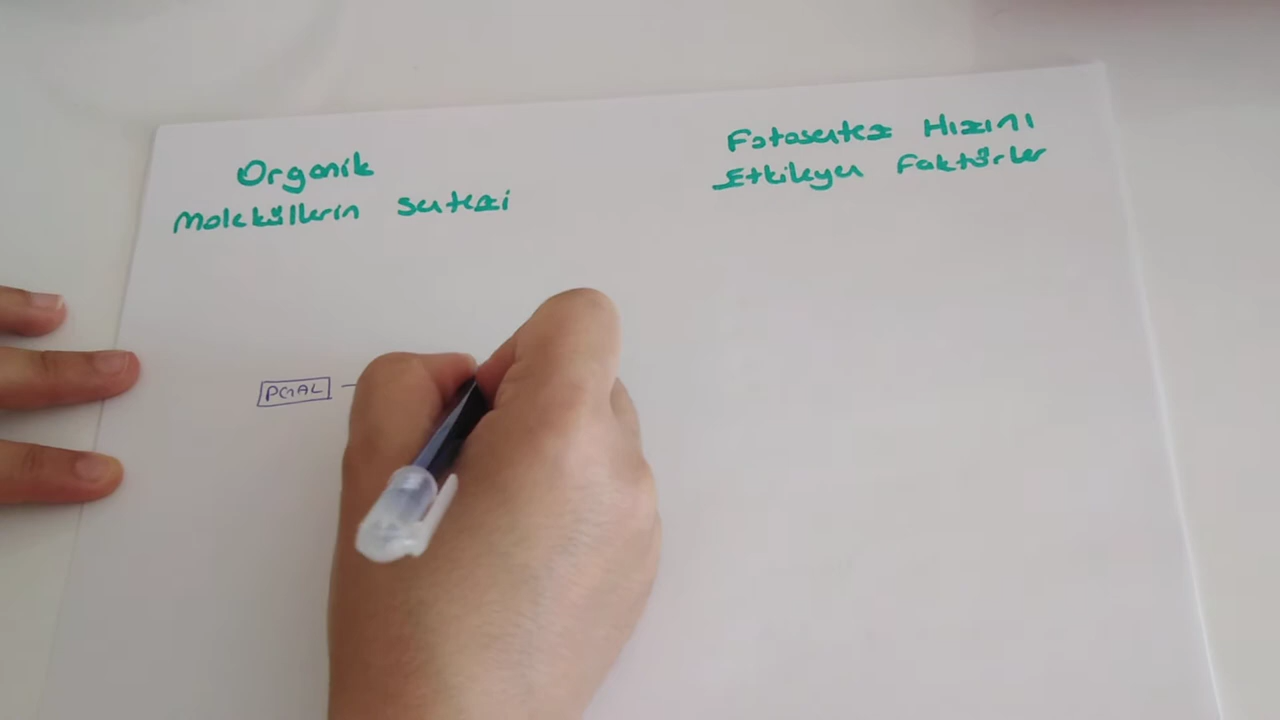 Organik
Moleküllerin Sentezi
Fotosentez Hızını
Etkileyen Faktörler
PGAL